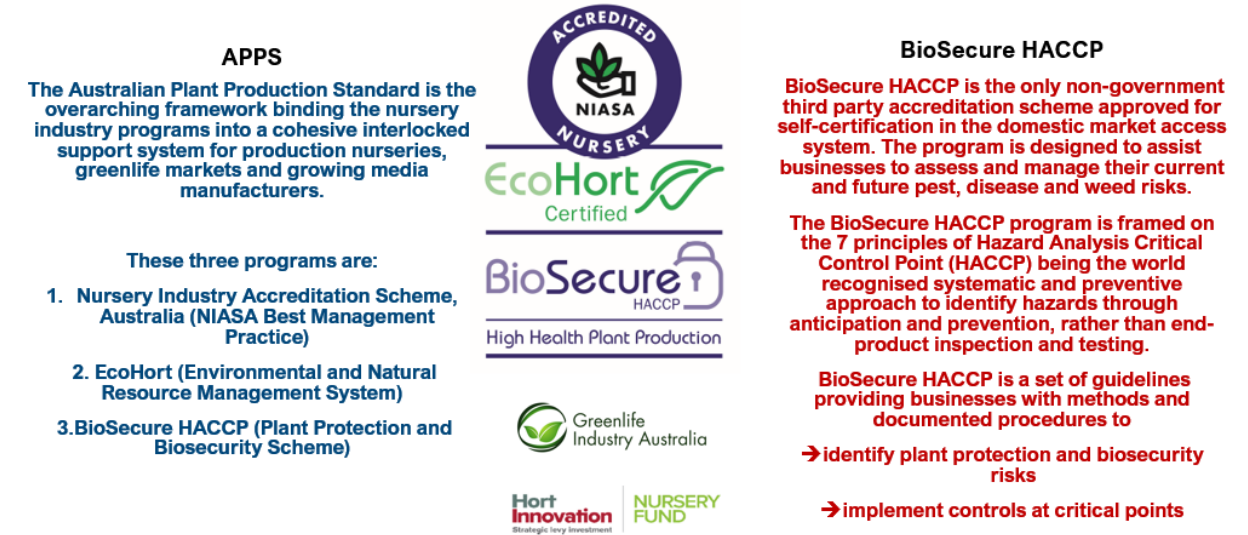 APPS
The Australian Plant Production Standard is the
overarching framework binding the nursery
industry programs into a cohesive interlocked
support system for production nurseries,
greenlife markets and growing media
manufacturers.
These three programs are:
1. Nursery Industry Accreditation Scheme,
Australia (NIASA Best Management
Practice)
2. EcoHort (Environmental and Natural
Resource Management System)
3.BioSecure HACCP (Plant Protection and
Biosecurity Scheme)
ACCREDITED
NIASA
NURSERY
EcoHort
Certified
BioSecure
HACCP
High Health Plant Production
Greenlife
Industry Australia
Hort
Innovation
Strategic levy investment
NURSERY
FUND
BioSecure HACCP
BioSecure HACCP is the only non-government
third party accreditation scheme approved for
self-certification in the domestic market access
system. The program is designed to assist
businesses to assess and manage their current
and future pest, disease and weed risks.
The BioSecure HACCP program is framed on
the 7 principles of Hazard Analysis Critical
Control Point (HACCP) being the world
recognised systematic and preventive
approach to identify hazards through
anticipation and prevention, rather than end-
product inspection and testing.
BioSecure HACCP is a set of guidelines
providing businesses with methods and
documented procedures to
➔identify plant protection and biosecurity
risks
➔implement controls at critical points